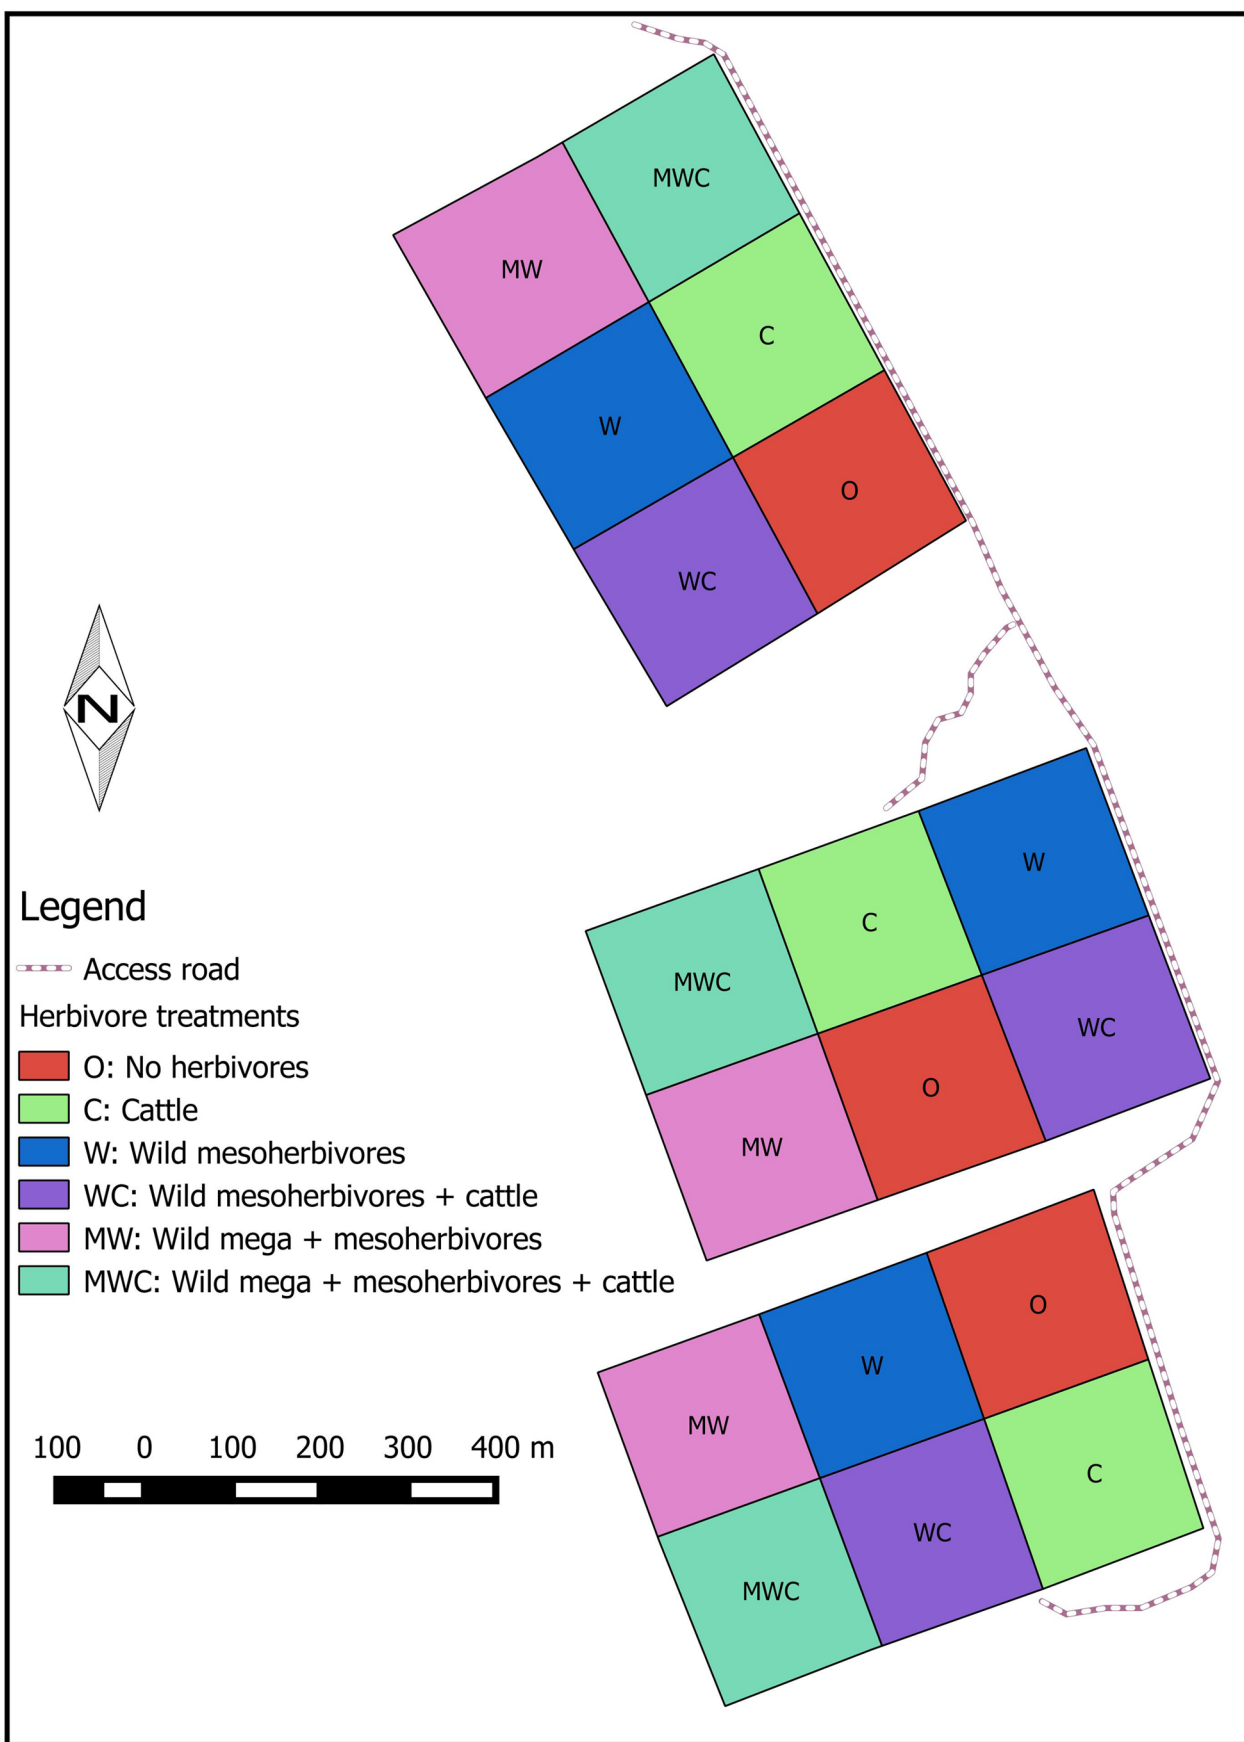 MWC
MW
C
W
O
WC
N
W
C
MWC
WC
O
MW
Legend
Access road
Herbivore treatments
O: No herbivores
C: Cattle
W: Wild mesoherbivores
WC: Wild mesoherbivores + cattle
MW: Wild mega + mesoherbivores
MWC: Wild mega + mesoherbivores + cattle
O
W
MW
C
WC
MWC
100 0 100 200 300 400 m